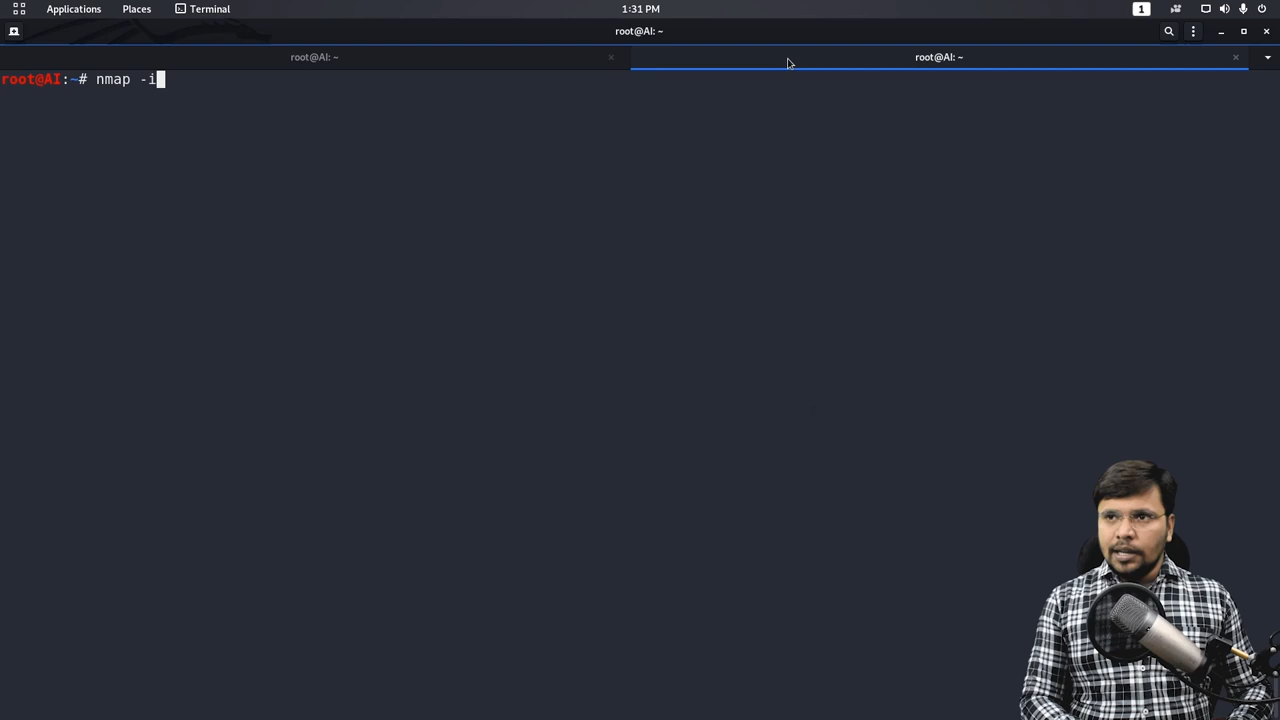 Applications Places Terminal 1:31 PM 1
root@AI: ~
root@AI: ~ root@AI: ~
root@AI:~# nmap -i